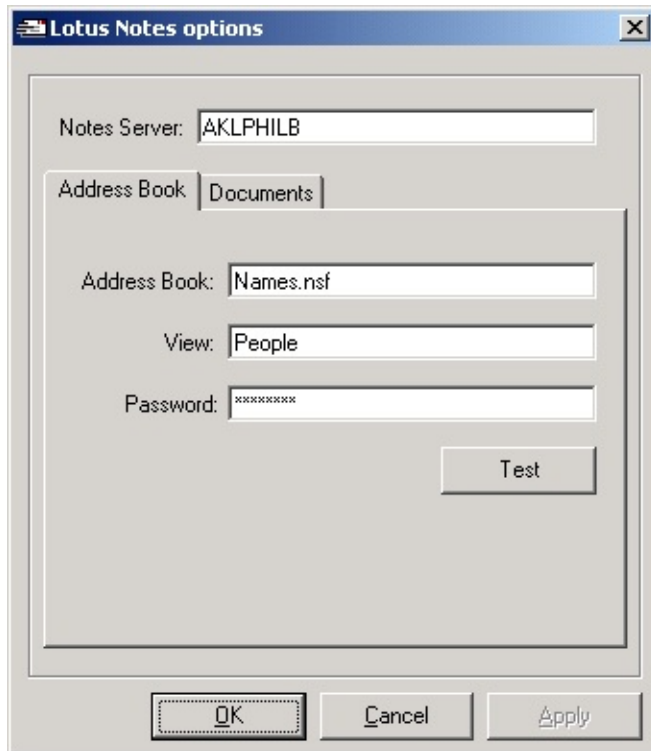 Lotus Notes options
Notes Server: AKLPHILB
Address Book Documents
Address Book: Names.nsf
View: People
Password: ********
Test
OK Cancel Apply